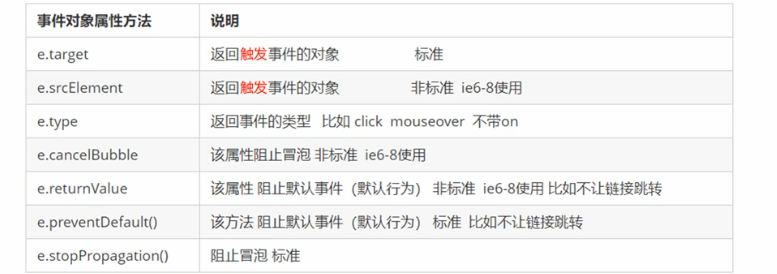 事件对象属性方法 说明
e.target 返回触发事件的对象 标准
e.srcElement 返回触发事件的对象 非标准 ie6-8使用
e.type 返回事件的类型 比如 click mouseover 不带on
e.cancelBubble 该属性阻止冒泡 非标准 ie6-8使用
e.returnValue 该属性 阻止默认事件（默认行为） 非标准 ie6-8使用 比如不让链接跳转
e.preventDefault() 该方法 阻止默认事件（默认行为） 标准 比如不让链接跳转
e.stopPropagation() 阻止冒泡 标准